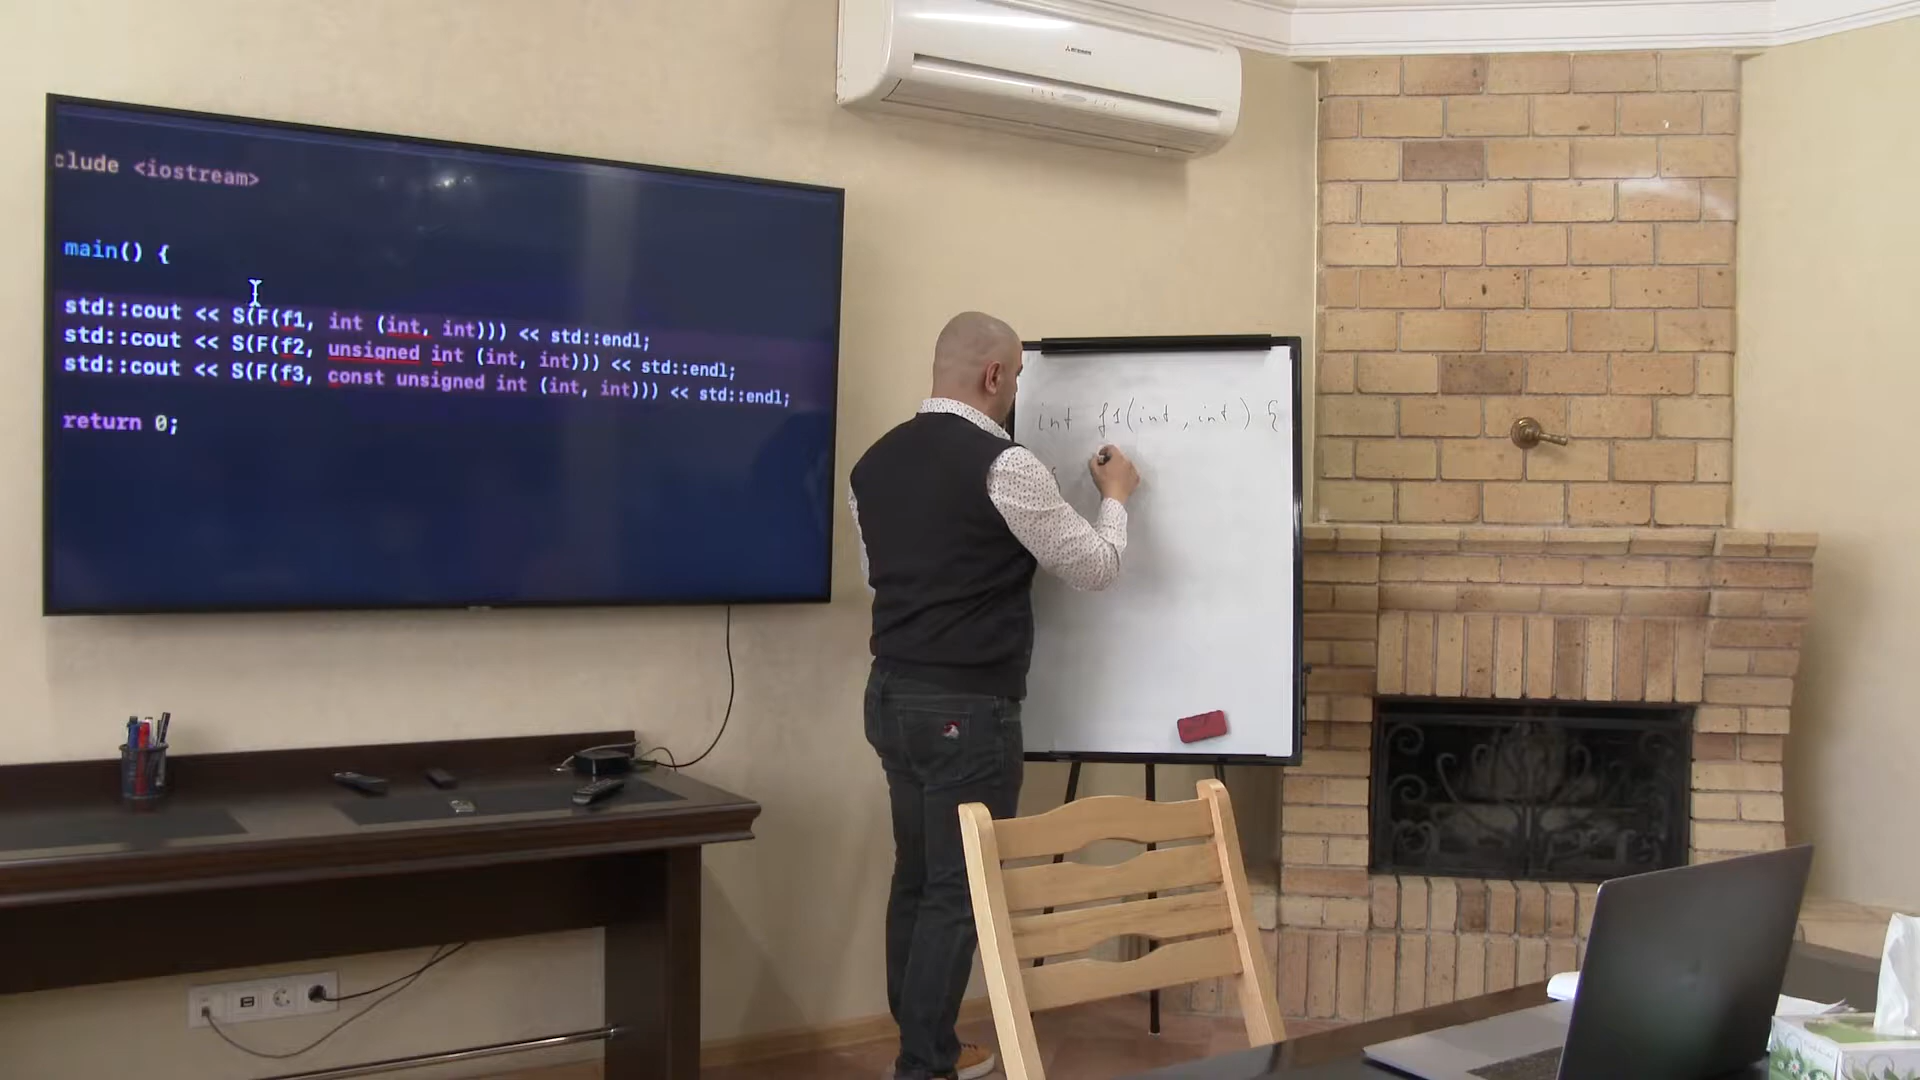 clude <iostream>
main() {
std::cout << S(F(f1, int (int, int))) << std::endl;
std::cout << S(F(f2, unsigned int (int, int))) << std::endl;
std::cout << S(F(f3, const unsigned int (int, int))) << std::endl;
return 0;
int f1(int, int) {